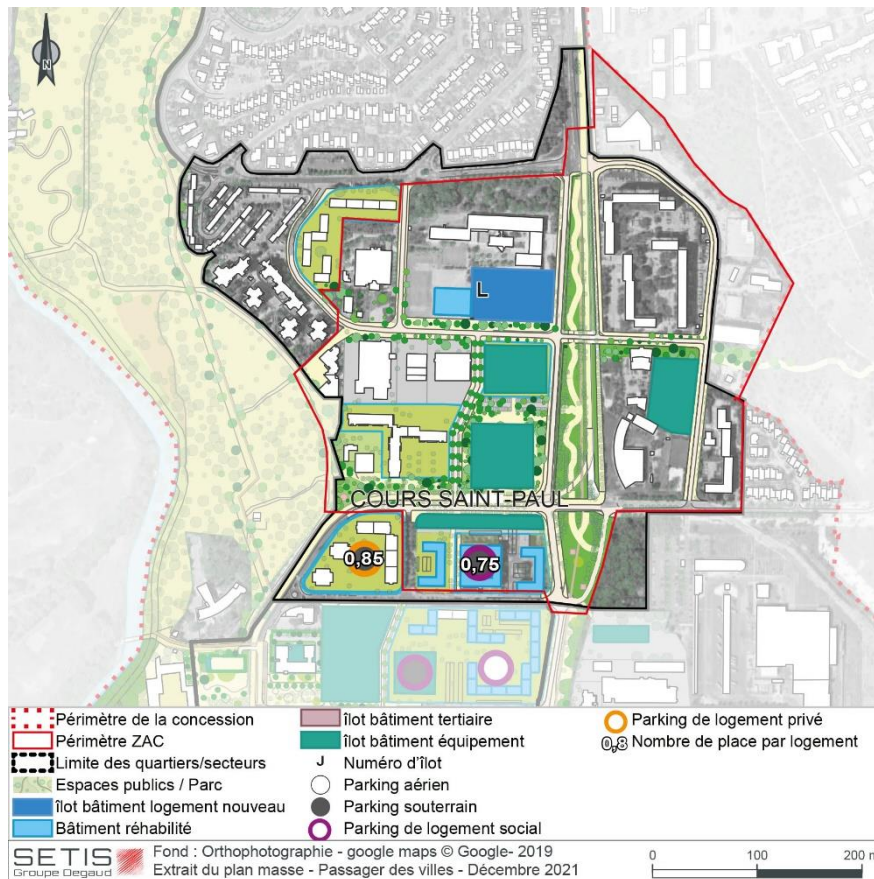 N
L
COURS SAINT-PAUL
0,85
0,75
Périmètre de la concession
Périmètre ZAC
Limite des quartiers/secteurs
Espaces publics / Parc
îlot bâtiment logement nouveau
Bâtiment réhabilité
îlot bâtiment tertiaire
îlot bâtiment équipement
J Numéro d'îlot
Parking aérien
Parking souterrain
Parking de logement social
Parking de logement privé
0,8 Nombre de place par logement
SETIS
Groupe Degaud
Fond : Orthophotographie - google maps © Google- 2019
Extrait du plan masse - Passager des villes - Décembre 2021
0 100 200 m